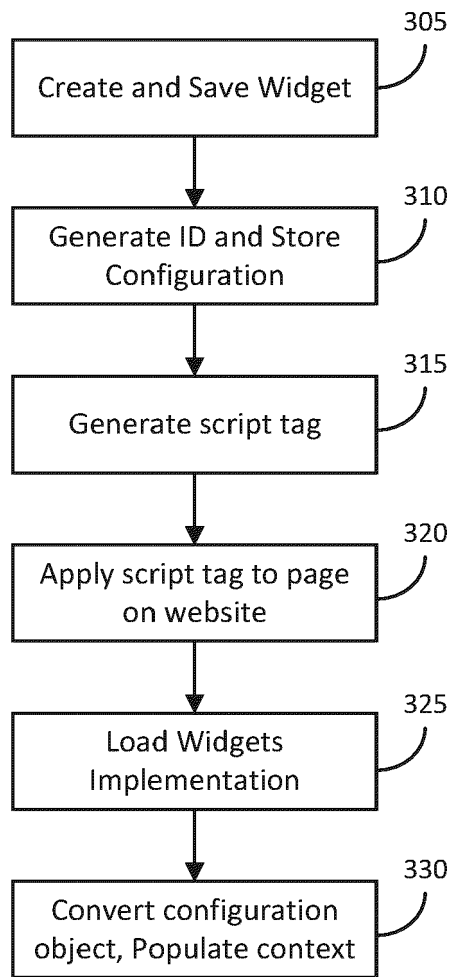 305
Create and Save Widget
310
Generate ID and Store
Configuration
315
Generate script tag
320
Apply script tag to page
on website
325
Load Widgets
Implementation
330
Convert configuration
object, Populate context